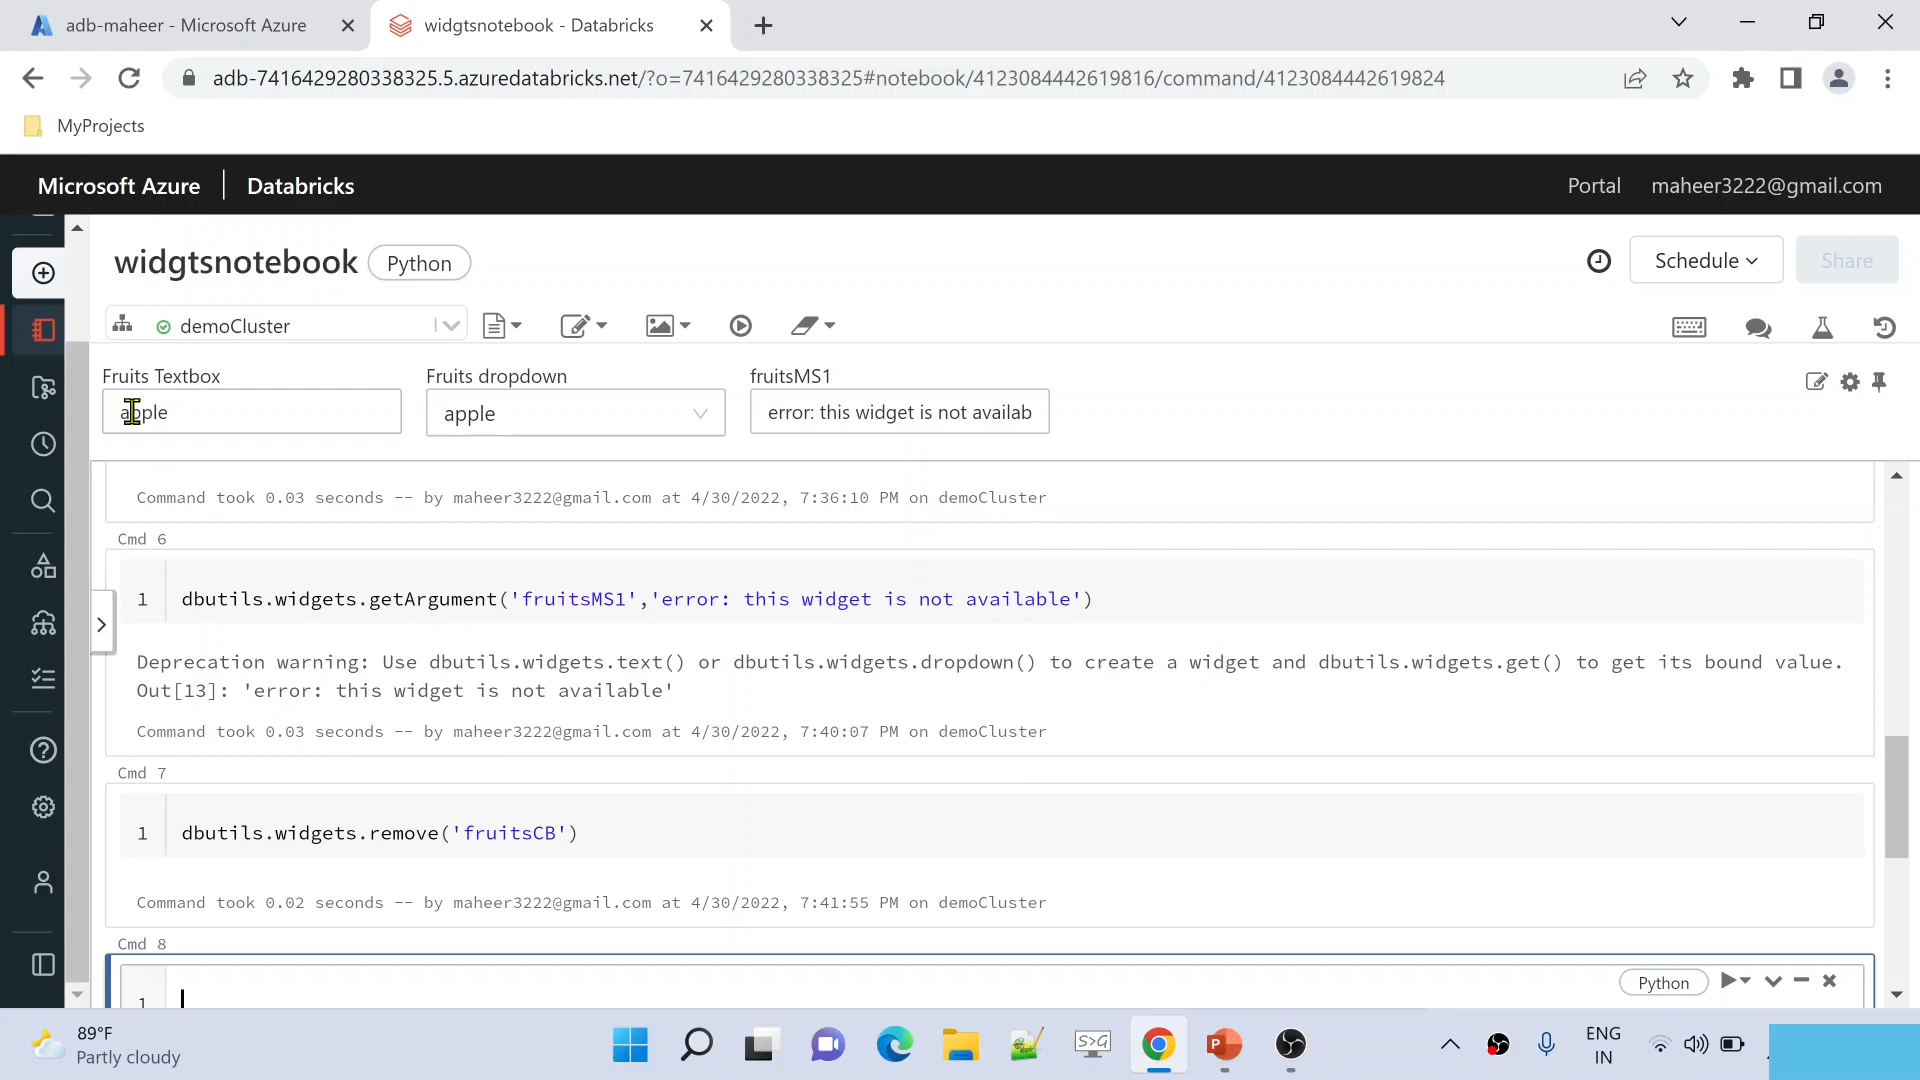 adb-maheer - Microsoft Azure
widgtsnotebook - Databricks
adb-7416429280338325.5.azuredatabricks.net/?o=7416429280338325#notebook/4123084442619816/command/4123084442619824
MyProjects
Microsoft Azure
Databricks
Portal
maheer3222@gmail.com
widgtsnotebook
Python
Schedule
Share
demoCluster
Fruits Textbox
Fruits dropdown
fruitsMS1
apple
apple
error: this widget is not availab
Command took 0.03 seconds -- by maheer3222@gmail.com at 4/30/2022, 7:36:10 PM on demoCluster
Cmd 6
1 dbutils.widgets.getArgument('fruitsMS1','error: this widget is not available')
Deprecation warning: Use dbutils.widgets.text() or dbutils.widgets.dropdown() to create a widget and dbutils.widgets.get() to get its bound value.
Out[13]: 'error: this widget is not available'
Command took 0.03 seconds -- by maheer3222@gmail.com at 4/30/2022, 7:40:07 PM on demoCluster
Cmd 7
1 dbutils.widgets.remove('fruitsCB')
Command took 0.02 seconds -- by maheer3222@gmail.com at 4/30/2022, 7:41:55 PM on demoCluster
Cmd 8
Python
1
89°F
Partly cloudy
S>G
P
ENG
IN